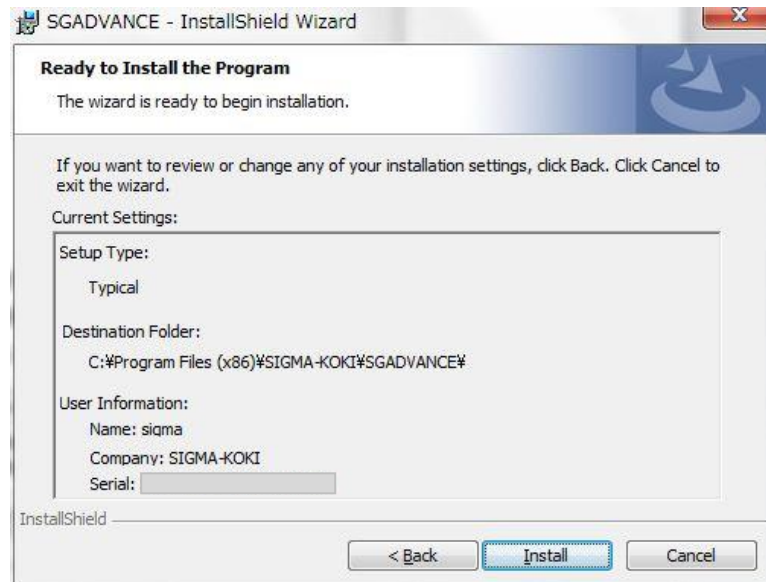 SGADVANCE - InstallShield Wizard
Ready to Install the Program
The wizard is ready to begin installation.
If you want to review or change any of your installation settings, click Back. Click Cancel to
exit the wizard.
Current Settings:
Setup Type:
Typical
Destination Folder:
C:¥Program Files (x86)¥SIGMA-KOKI¥SGADVANCE¥
User Information:
Name: sigma
Company: SIGMA-KOKI
Serial:
InstallShield
< Back
Install
Cancel